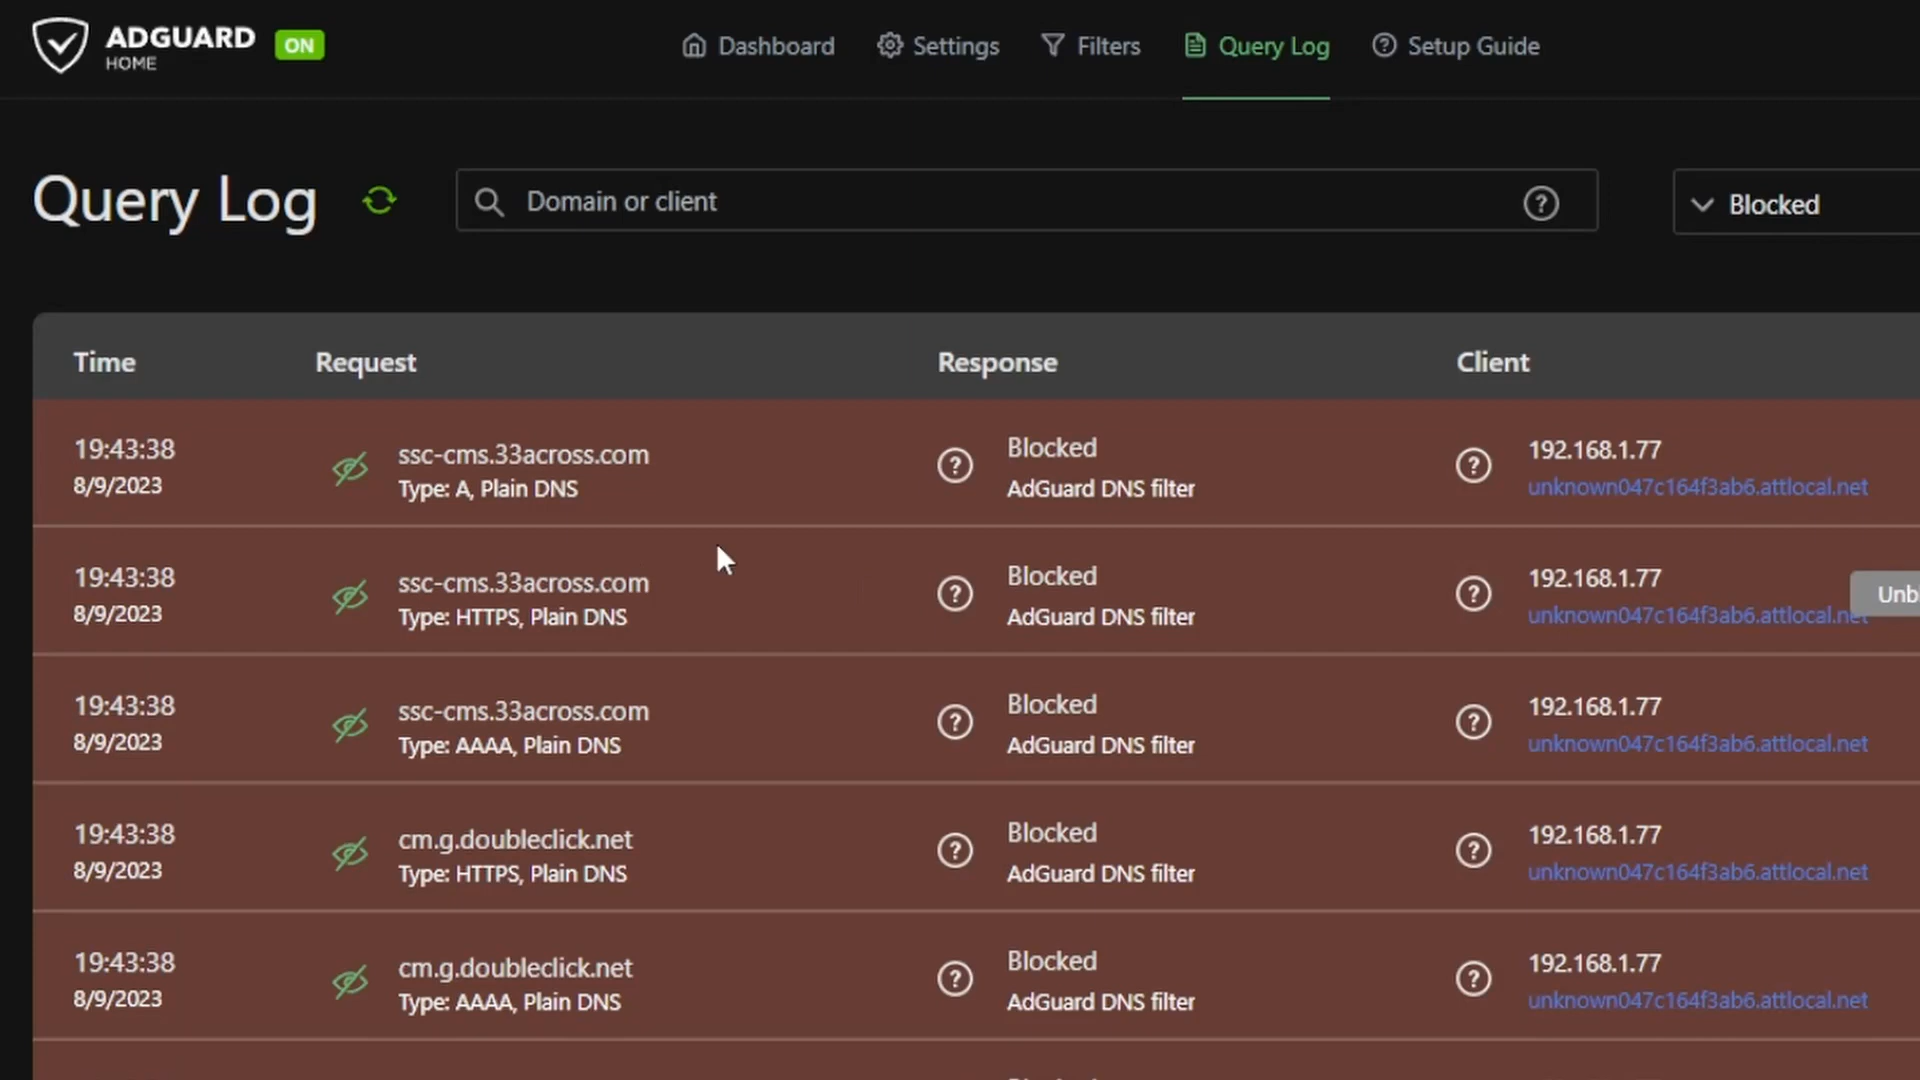 ADGUARD
HOME
ON
Dashboard
Settings
Filters
Query Log
Setup Guide
Query Log
Domain or client
Blocked
Time Request Response Client
19:43:38
8/9/2023
ssc-cms.33across.com
Type: A, Plain DNS
Blocked
AdGuard DNS filter
192.168.1.77
unknown047c164f3ab6.attlocal.net
19:43:38
8/9/2023
ssc-cms.33across.com
Type: HTTPS, Plain DNS
Blocked
AdGuard DNS filter
192.168.1.77
unknown047c164f3ab6.attlocal.net
Unb
19:43:38
8/9/2023
ssc-cms.33across.com
Type: AAAA, Plain DNS
Blocked
AdGuard DNS filter
192.168.1.77
unknown047c164f3ab6.attlocal.net
19:43:38
8/9/2023
cm.g.doubleclick.net
Type: HTTPS, Plain DNS
Blocked
AdGuard DNS filter
192.168.1.77
unknown047c164f3ab6.attlocal.net
19:43:38
8/9/2023
cm.g.doubleclick.net
Type: AAAA, Plain DNS
Blocked
AdGuard DNS filter
192.168.1.77
unknown047c164f3ab6.attlocal.net